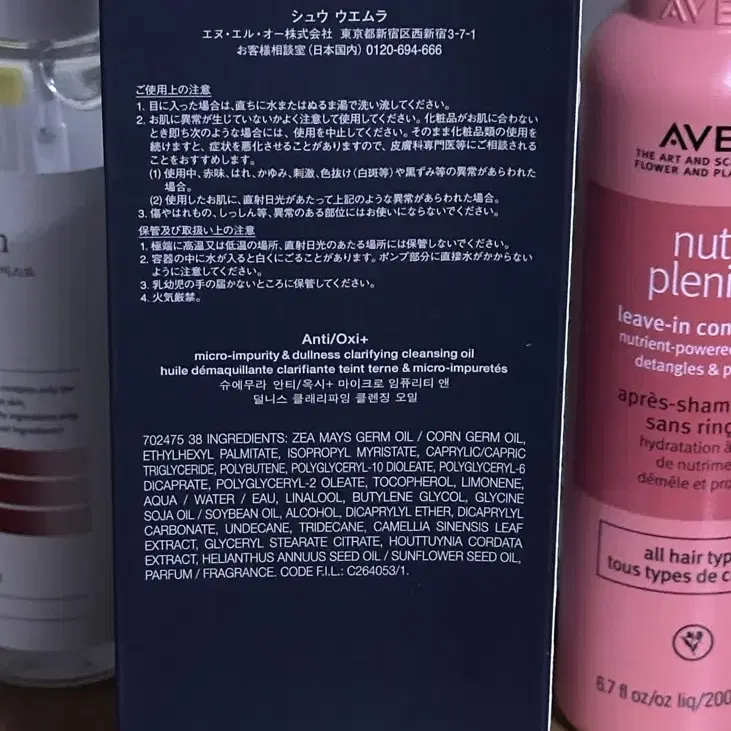 シュウ ウエムラ
エヌ・エル・オー株式会社 東京都新宿区西新宿3-7-1
お客様相談室(日本国内) 0120-694-666
ご使用上の注意
1. 目に入った場合は、直ちに水またはぬるま湯で洗い流してください。
2. お肌に異常が生じていないかよく注意して使用してください。化粧品がお肌に合わない
とき即ち次のような場合には、使用を中止してください。そのまま化粧品類の使用を
続けますと、症状を悪化させることがありますので、皮膚科専門医等にご相談される
ことをおすすめします。
(1) 使用中、赤味、はれ、かゆみ、刺激、色抜け(白斑等)や黒ずみ等の異常があらわれた
場合。
(2) 使用したお肌に、直射日光があたって上記のような異常があらわれた場合。
3. 傷やはれもの、しっしん等、異常のある部位にはお使いにならないでください。
保管及び取扱い上の注意
1. 極端に高温又は低温の場所、直射日光のあたる場所には保管しないでください。
2. 容器の中に水が入ると白くにごることがあります。ポンプ部分に直接水がかからない
ように注意してください。
3. 乳幼児の手の届かないところに保管してください。
4. 火気厳禁。
Anti/Oxi+
micro-impurity & dullness clarifying cleansing oil
huile démaquillante clarifiante teint terne & micro-impuretés
슈에무라 안티/옥시+ 마이크로 임퓨리티 앤
덜니스 클래리파잉 클렌징 오일
702475 38 INGREDIENTS: ZEA MAYS GERM OIL / CORN GERM OIL,
ETHYLHEXYL PALMITATE, ISOPROPYL MYRISTATE, CAPRYLIC/CAPRIC
TRIGLYCERIDE, POLYBUTENE, POLYGLYCERYL-10 DIOLEATE, POLYGLYCERYL-6
DICAPRATE, POLYGLYCERYL-2 OLEATE, TOCOPHEROL, LIMONENE,
AQUA / WATER / EAU, LINALOOL, BUTYLENE GLYCOL, GLYCINE
SOJA OIL / SOYBEAN OIL, ALCOHOL, DICAPRYLYL ETHER, DICAPRYLYL
CARBONATE, UNDECANE, TRIDECANE, CAMELLIA SINENSIS LEAF
EXTRACT, GLYCERYL STEARATE CITRATE, HOUTTUYNIA CORDATA
EXTRACT, HELIANTHUS ANNUUS SEED OIL / SUNFLOWER SEED OIL,
PARFUM / FRAGRANCE. CODE F.I.L.: C264053/1.
AVE
AVE
THE ART AND SC
FLOWER AND PLA
nut
pleni
leave-in con
nutrient-powere
detangles & p
après-sham
sans rinç
hydratation à
de nutrime
démêle et pro
all hair typ
tous types de c
6.7 fl oz/oz liq/200